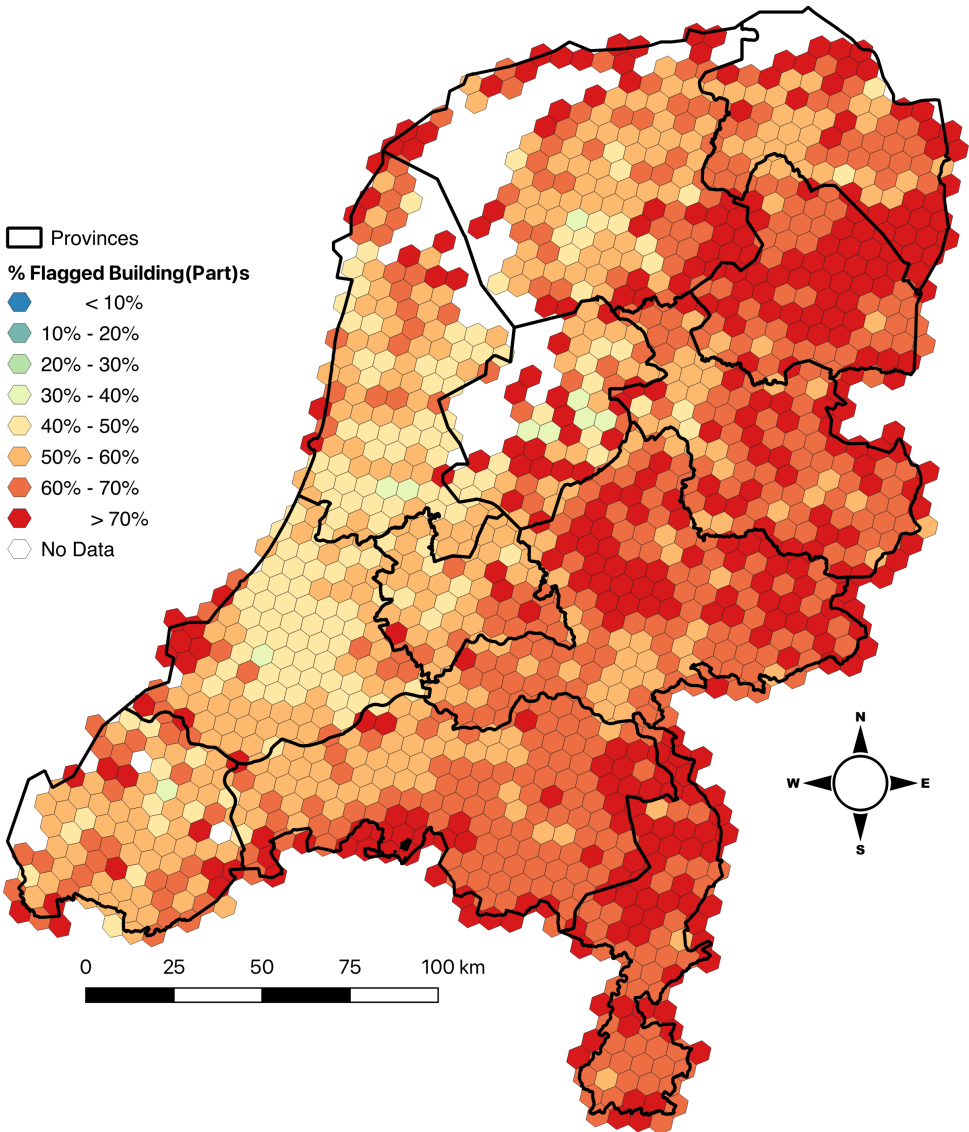 Provinces
% Flagged Building(Part)s
< 10%
10% - 20%
20% - 30%
30% - 40%
40% - 50%
50% - 60%
60% - 70%
> 70%
No Data
N
W E
S
0 25 50 75 100 km